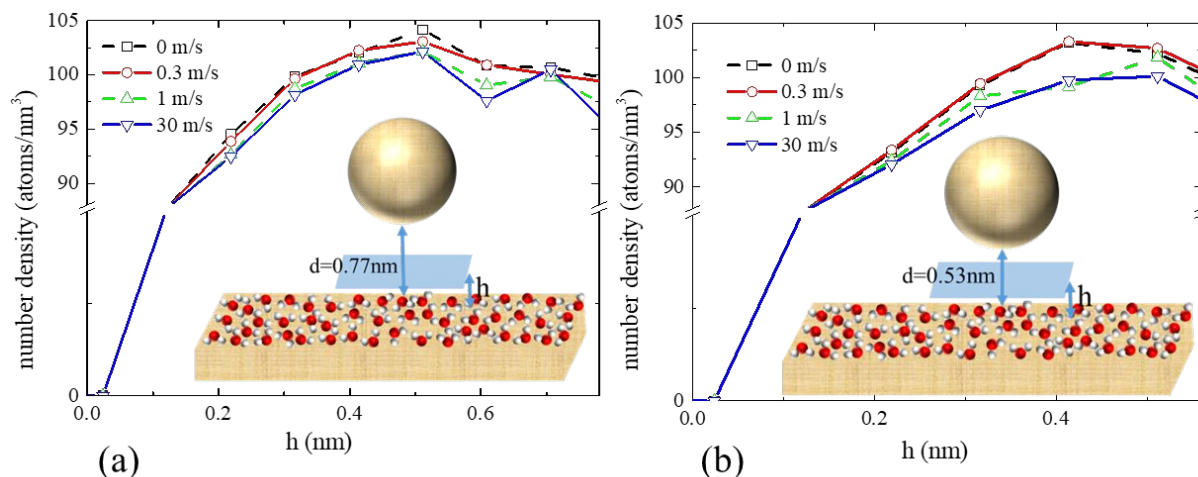 number density (atoms/nm³)
105
100
95
90
0
0 m/s
0.3 m/s
1 m/s
30 m/s
d=0.77nm
h
0.0
0.2
0.4
0.6
h (nm)
(a)
number density (atoms/nm³)
105
100
95
90
0
0 m/s
0.3 m/s
1 m/s
30 m/s
d=0.53nm
h
0.0
0.2
0.4
h (nm)
(b)